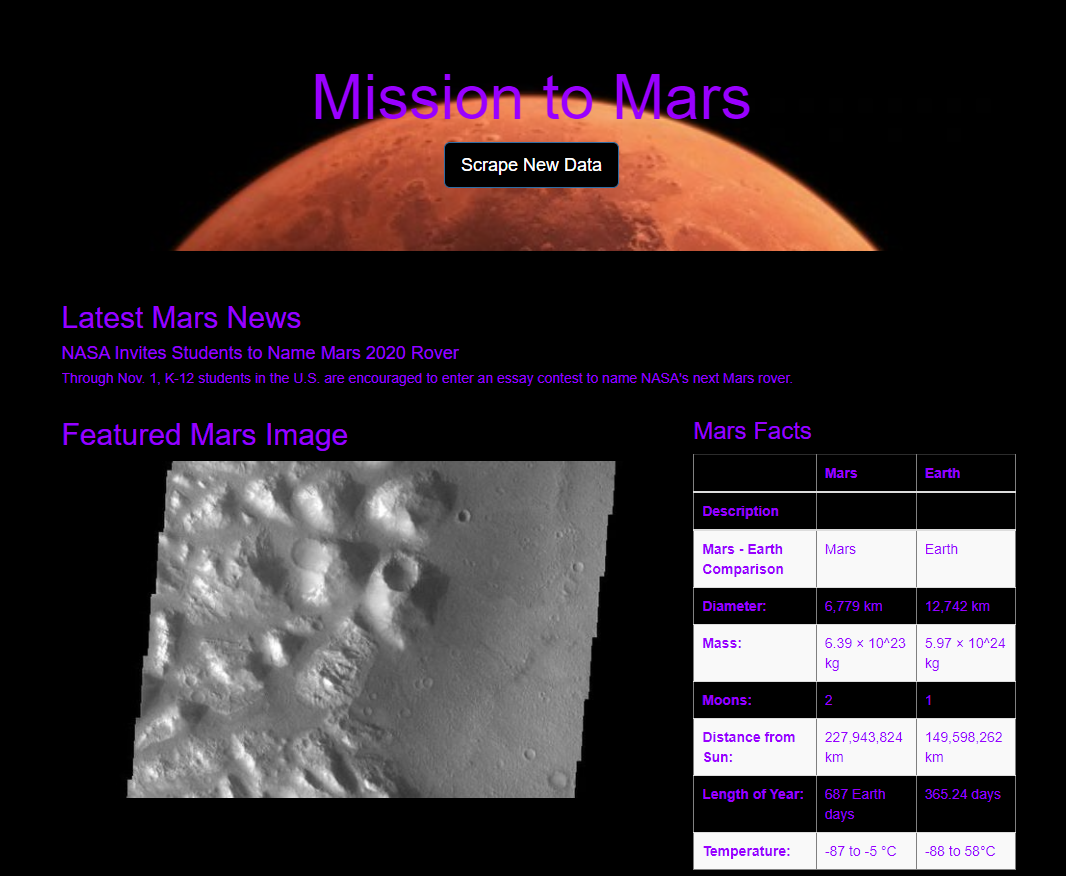 Mission to Mars
Scrape New Data
Latest Mars News
NASA Invites Students to Name Mars 2020 Rover
Through Nov. 1, K-12 students in the U.S. are encouraged to enter an essay contest to name NASA's next Mars rover.
Featured Mars Image
Mars Facts
Mars Earth
Description
Mars - Earth Comparison Mars Earth
Diameter: 6,779 km 12,742 km
Mass: 6.39 × 10^23 kg 5.97 × 10^24 kg
Moons: 2 1
Distance from Sun: 227,943,824 km 149,598,262 km
Length of Year: 687 Earth days 365.24 days
Temperature: -87 to -5 °C -88 to 58°C